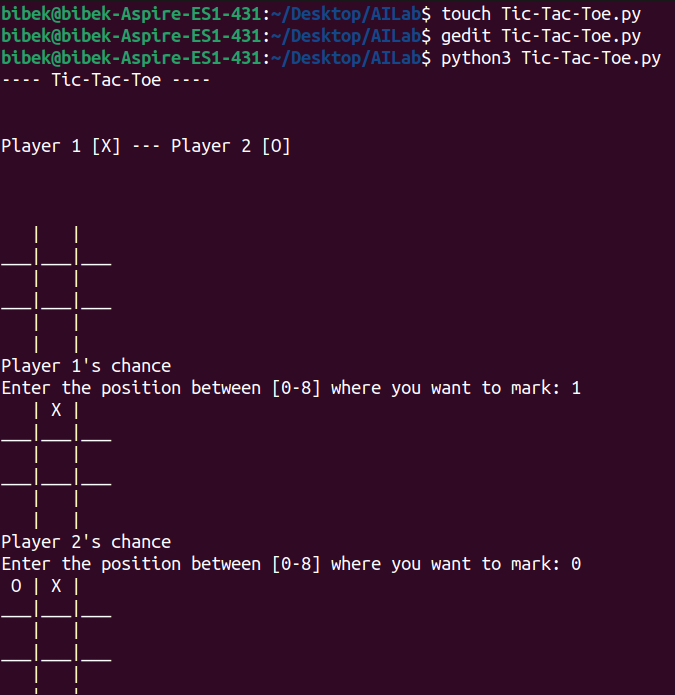 bibek@bibek-Aspire-ES1-431:~/Desktop/AILab$ touch Tic-Tac-Toe.py
bibek@bibek-Aspire-ES1-431:~/Desktop/AILab$ gedit Tic-Tac-Toe.py
bibek@bibek-Aspire-ES1-431:~/Desktop/AILab$ python3 Tic-Tac-Toe.py
---- Tic-Tac-Toe ----
Player 1 [X] --- Player 2 [O]
   |   |
___|___|___
   |   |
___|___|___
   |   |
   |   |
Player 1's chance
Enter the position between [0-8] where you want to mark: 1
   | X |
___|___|___
   |   |
___|___|___
   |   |
   |   |
Player 2's chance
Enter the position between [0-8] where you want to mark: 0
 O | X |
___|___|___
   |   |
___|___|___
   |   |
   |   |